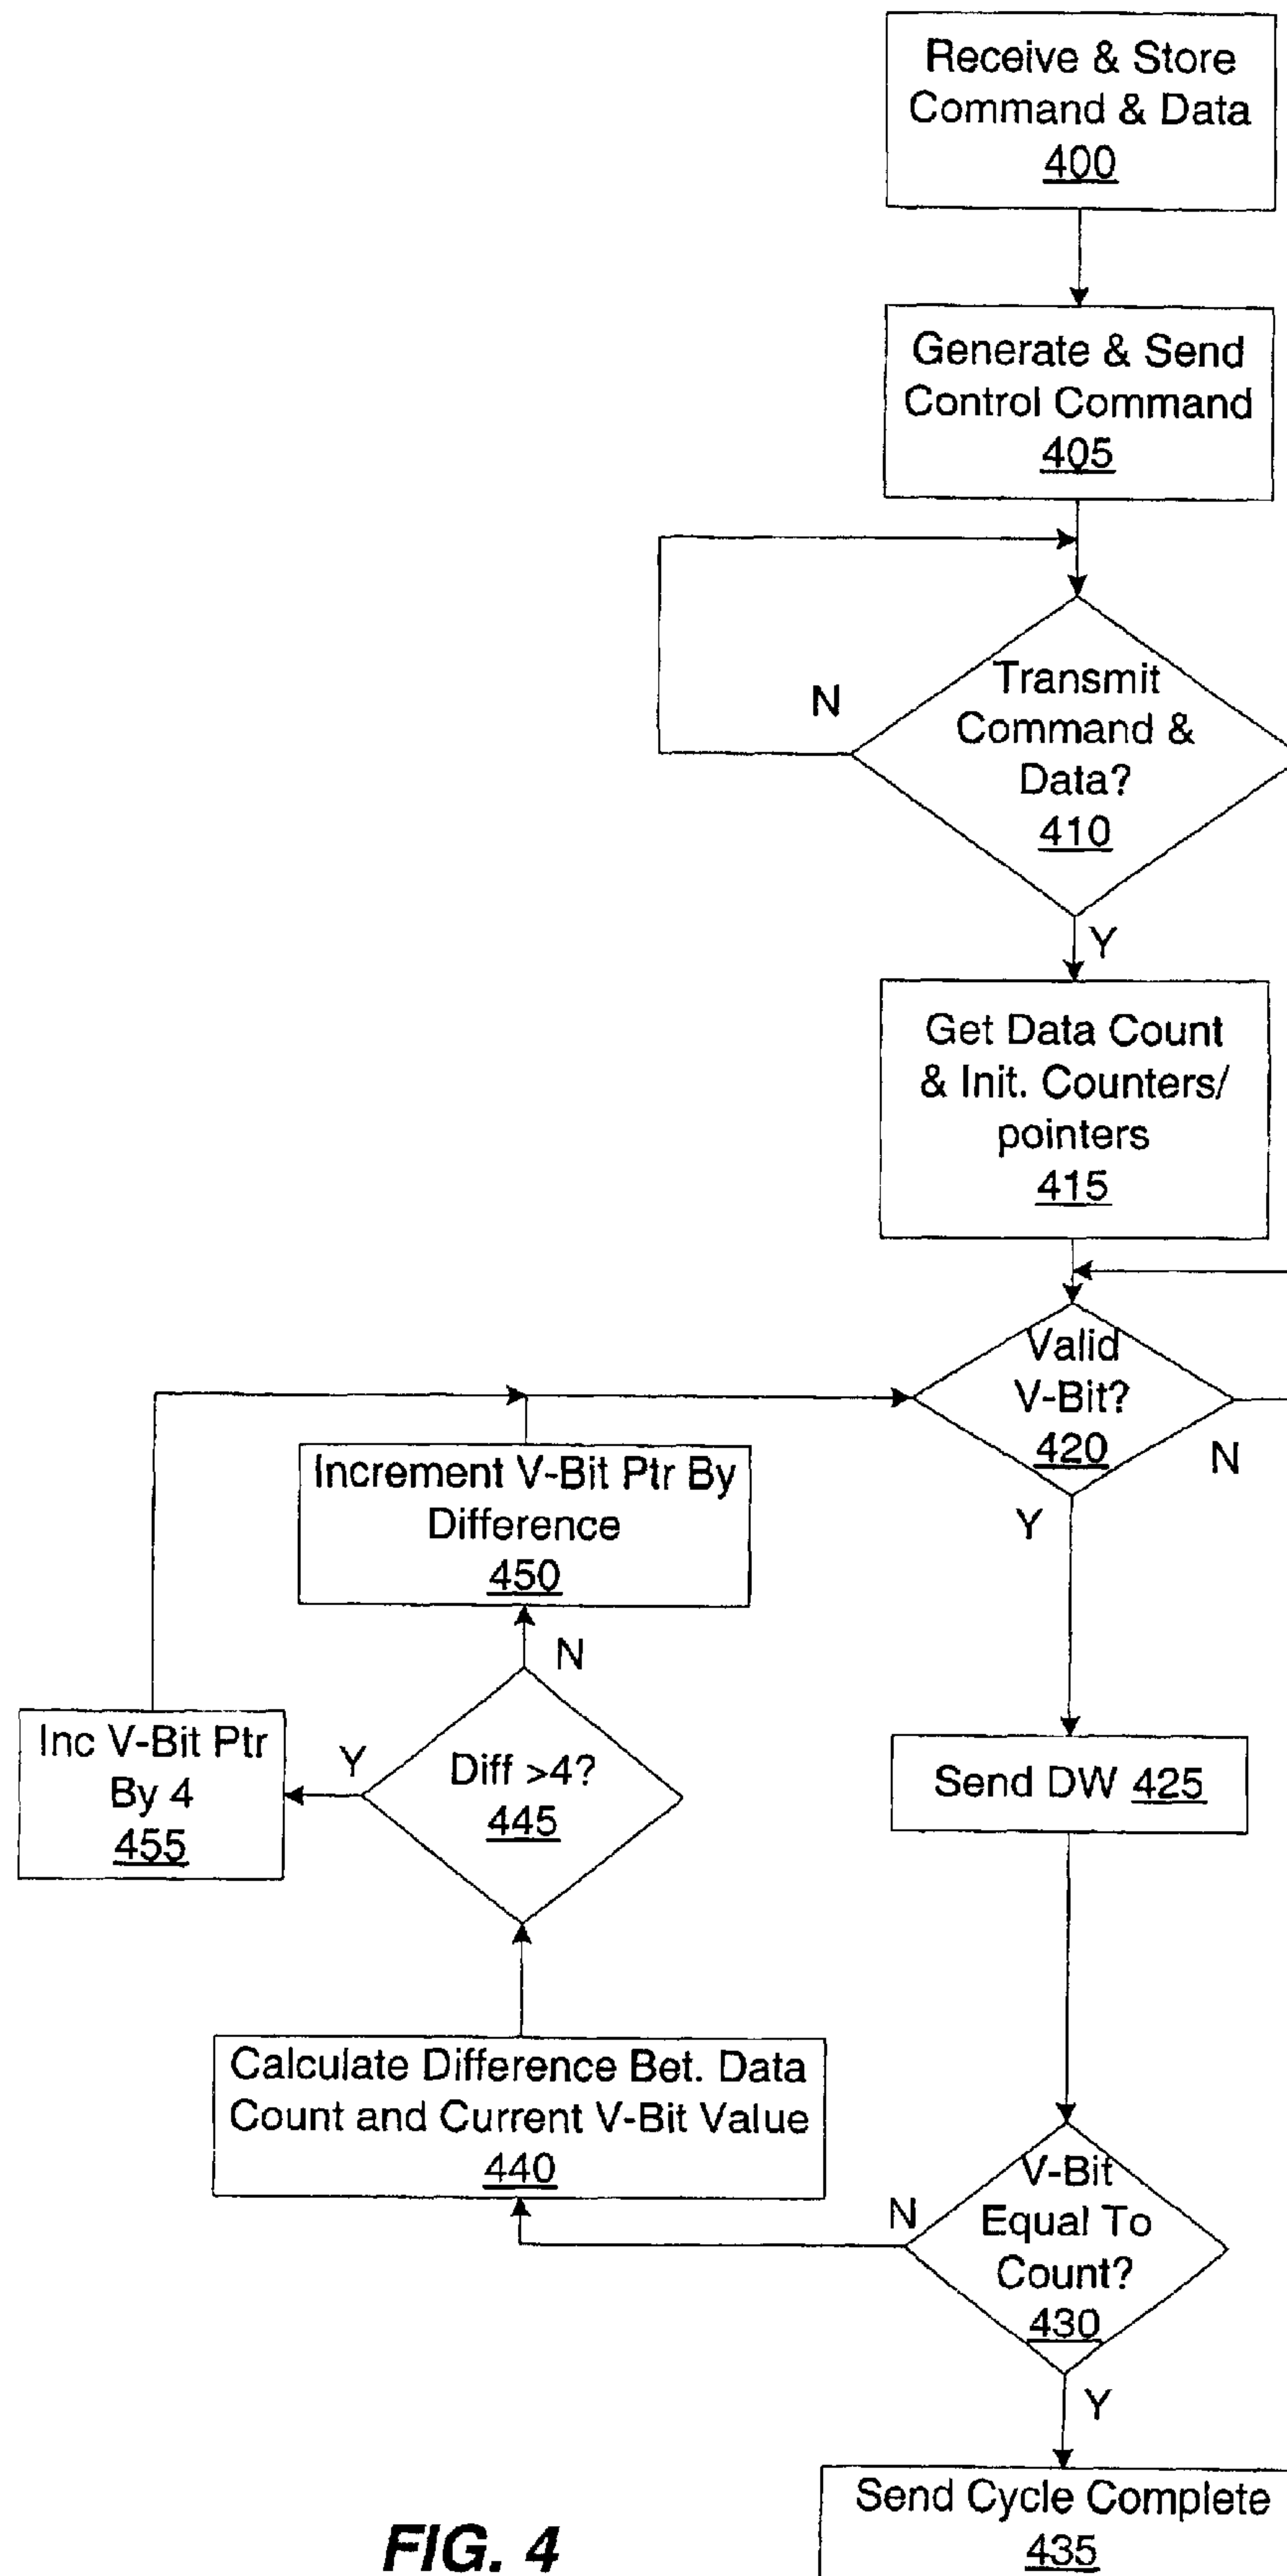 Receive & Store
Command & Data
400
Generate & Send
Control Command
405
N
Transmit
Command &
Data?
410
Y
Get Data Count
& Init. Counters/
pointers
415
Valid
V-Bit?
420
N
Y
Increment V-Bit Ptr By
Difference
450
N
Inc V-Bit Ptr
By 4
455
Y
Diff >4?
445
Send DW 425
Calculate Difference Bet. Data
Count and Current V-Bit Value
440
N
V-Bit
Equal To
Count?
430
Y
Send Cycle Complete
435
FIG. 4